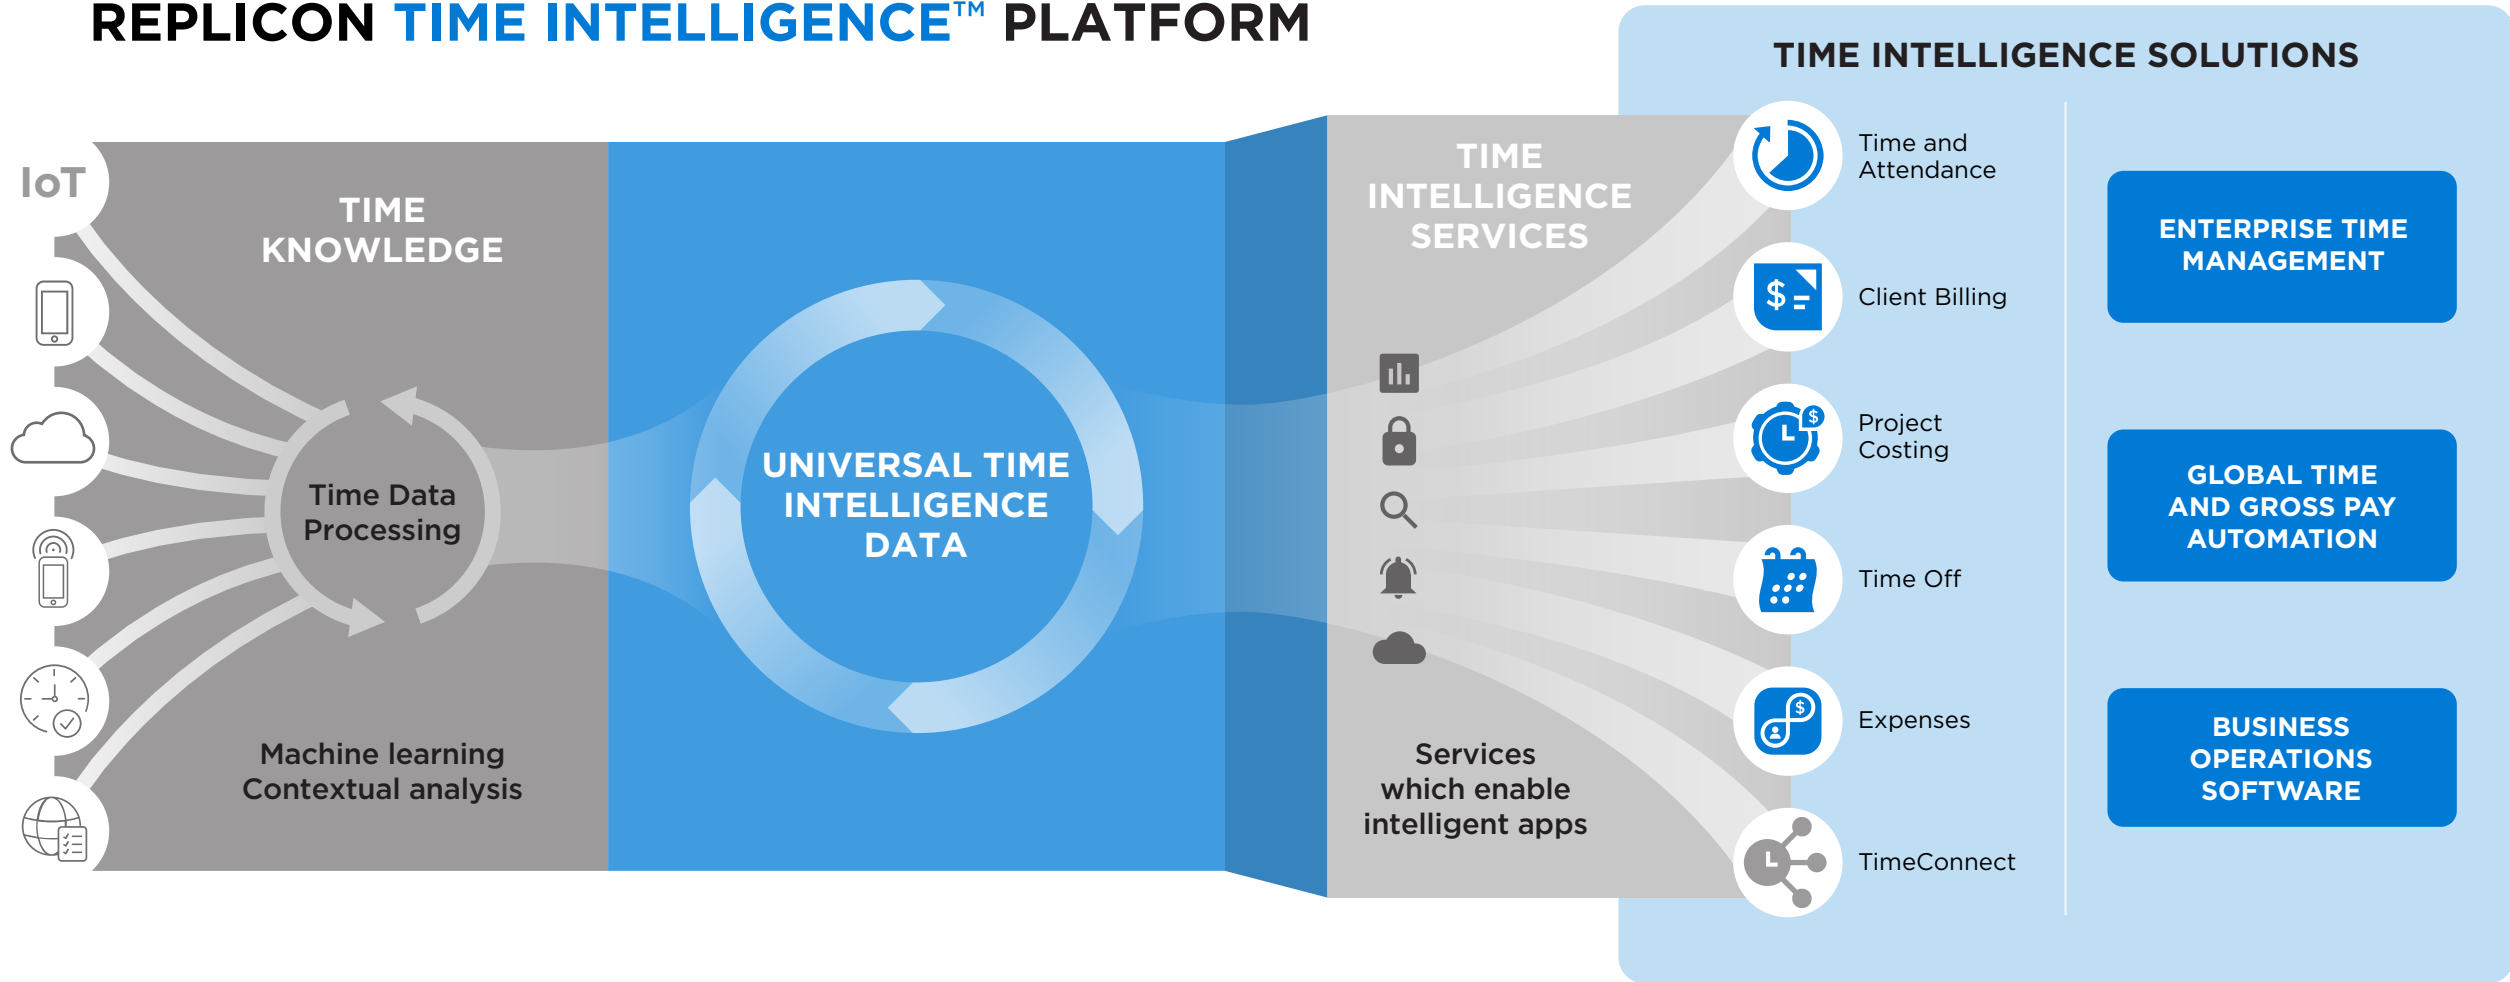 REPLICON TIME INTELLIGENCE™ PLATFORM
IoT
TIME
KNOWLEDGE
Time Data
Processing
Machine learning
Contextual analysis
UNIVERSAL TIME
INTELLIGENCE
DATA
TIME
INTELLIGENCE
SERVICES
Services
which enable
intelligent apps
TIME INTELLIGENCE SOLUTIONS
Time and
Attendance
$
Client Billing
$
Project
Costing
Time Off
$
Expenses
TimeConnect
ENTERPRISE TIME
MANAGEMENT
GLOBAL TIME
AND GROSS PAY
AUTOMATION
BUSINESS
OPERATIONS
SOFTWARE